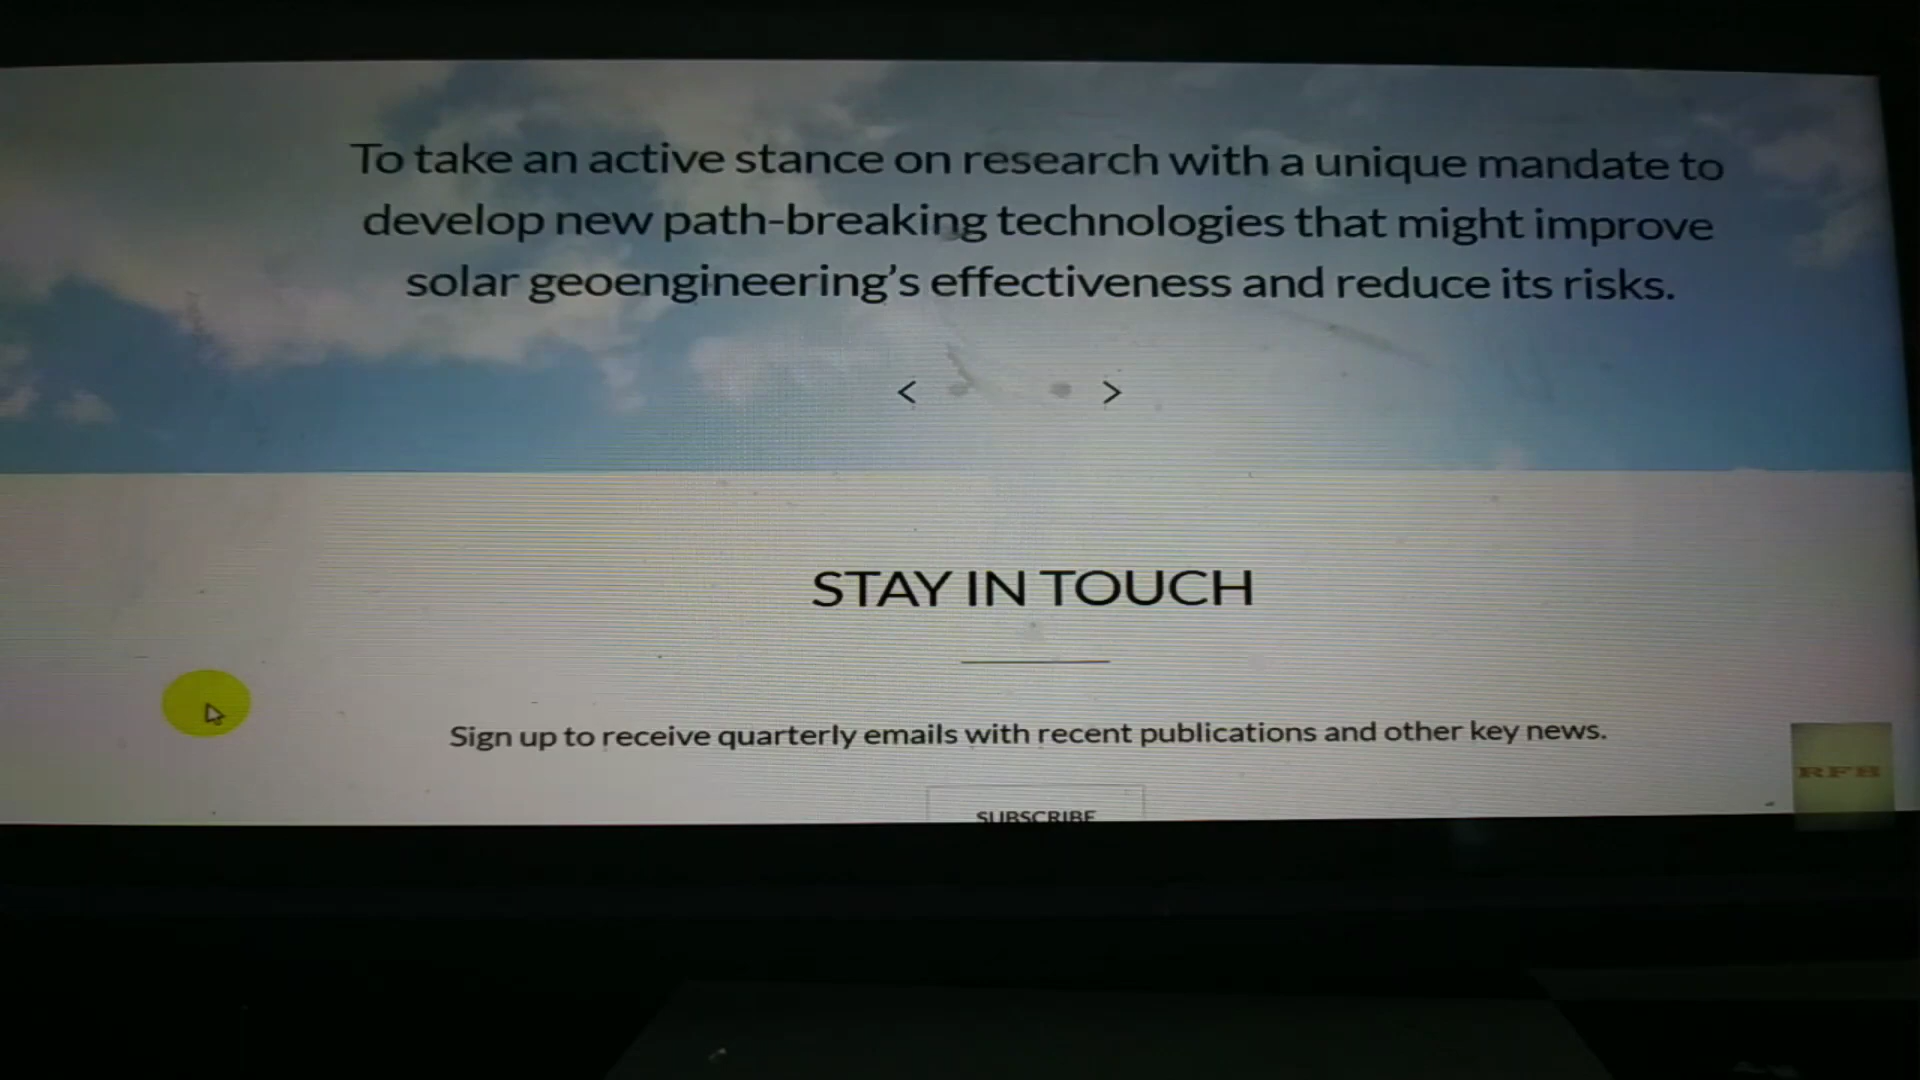 To take an active stance on research with a unique mandate to
develop new path-breaking technologies that might improve
solar geoengineering's effectiveness and reduce its risks.
< >
STAY IN TOUCH
Sign up to receive quarterly emails with recent publications and other key news.
SUBSCRIBE
RFB